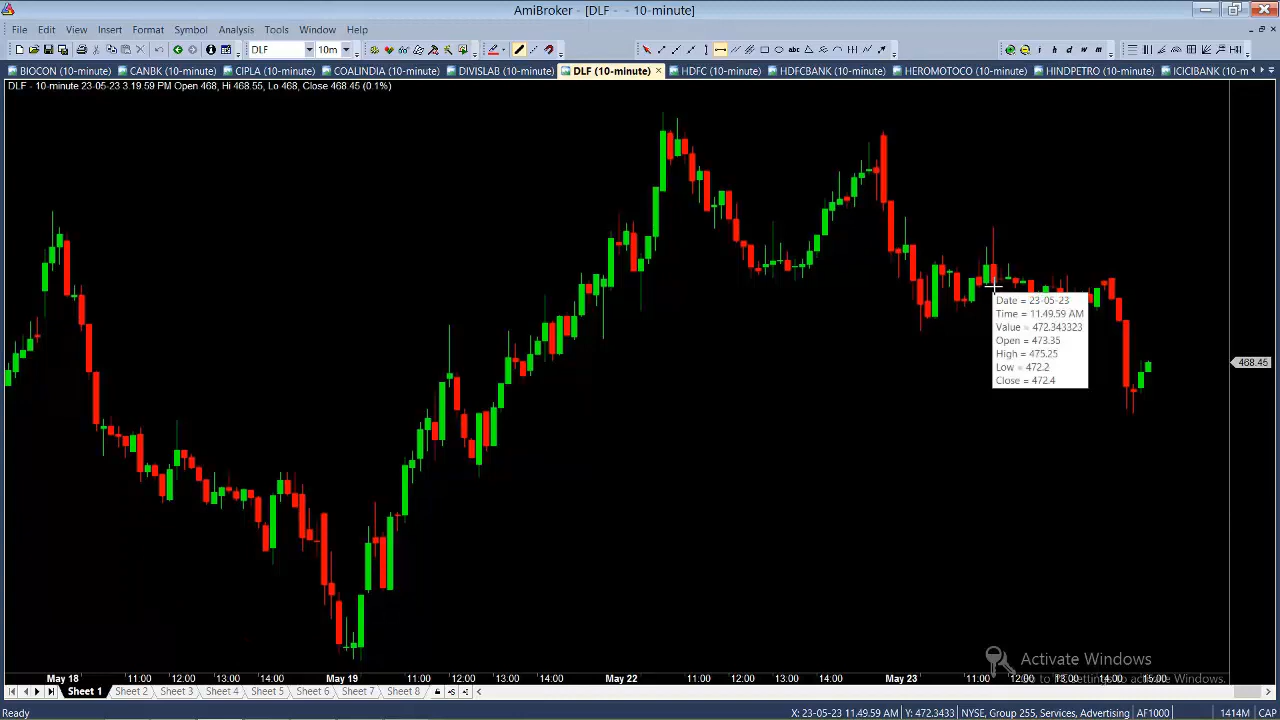 AmiBroker - [DLF - - 10-minute]
File Edit View Insert Format Symbol Analysis Tools Window Help
DLF 10m abc i h d w m
BIOCON (10-minute) CANBK (10-minute) CIPLA (10-minute) COALINDIA (10-minute) DIVISLAB (10-minute) DLF (10-minute) HDFC (10-minute) HDFCBANK (10-minute) HEROMOTOCO (10-minute) HINDPETRO (10-minute) ICICIBANK (10-m
DLF - 10-minute 23-05-23 3.19.59 PM Open 468, Hi 468.55, Lo 468, Close 468.45 (0.1%)
Date = 23-05-23
Time = 11.49.59 AM
Value = 472.343323
Open = 473.35
High = 475.25
Low = 472.2
Close = 472.4
468.45
Activate Windows
Go to PC settings to activate Windows.
May 18 11:00 12:00 13:00 14:00 May 19 11:00 12:00 13:00 14:00 May 22 11:00 12:00 13:00 14:00 May 23 11:00 12:00 13:00 14:00 15:00
Sheet 1 Sheet 2 Sheet 3 Sheet 4 Sheet 5 Sheet 6 Sheet 7 Sheet 8
Ready X: 23-05-23 11.49.59 AM Y: 472.3433 NYSE, Group 255, Services, Advertising AF1000 1414M CAP